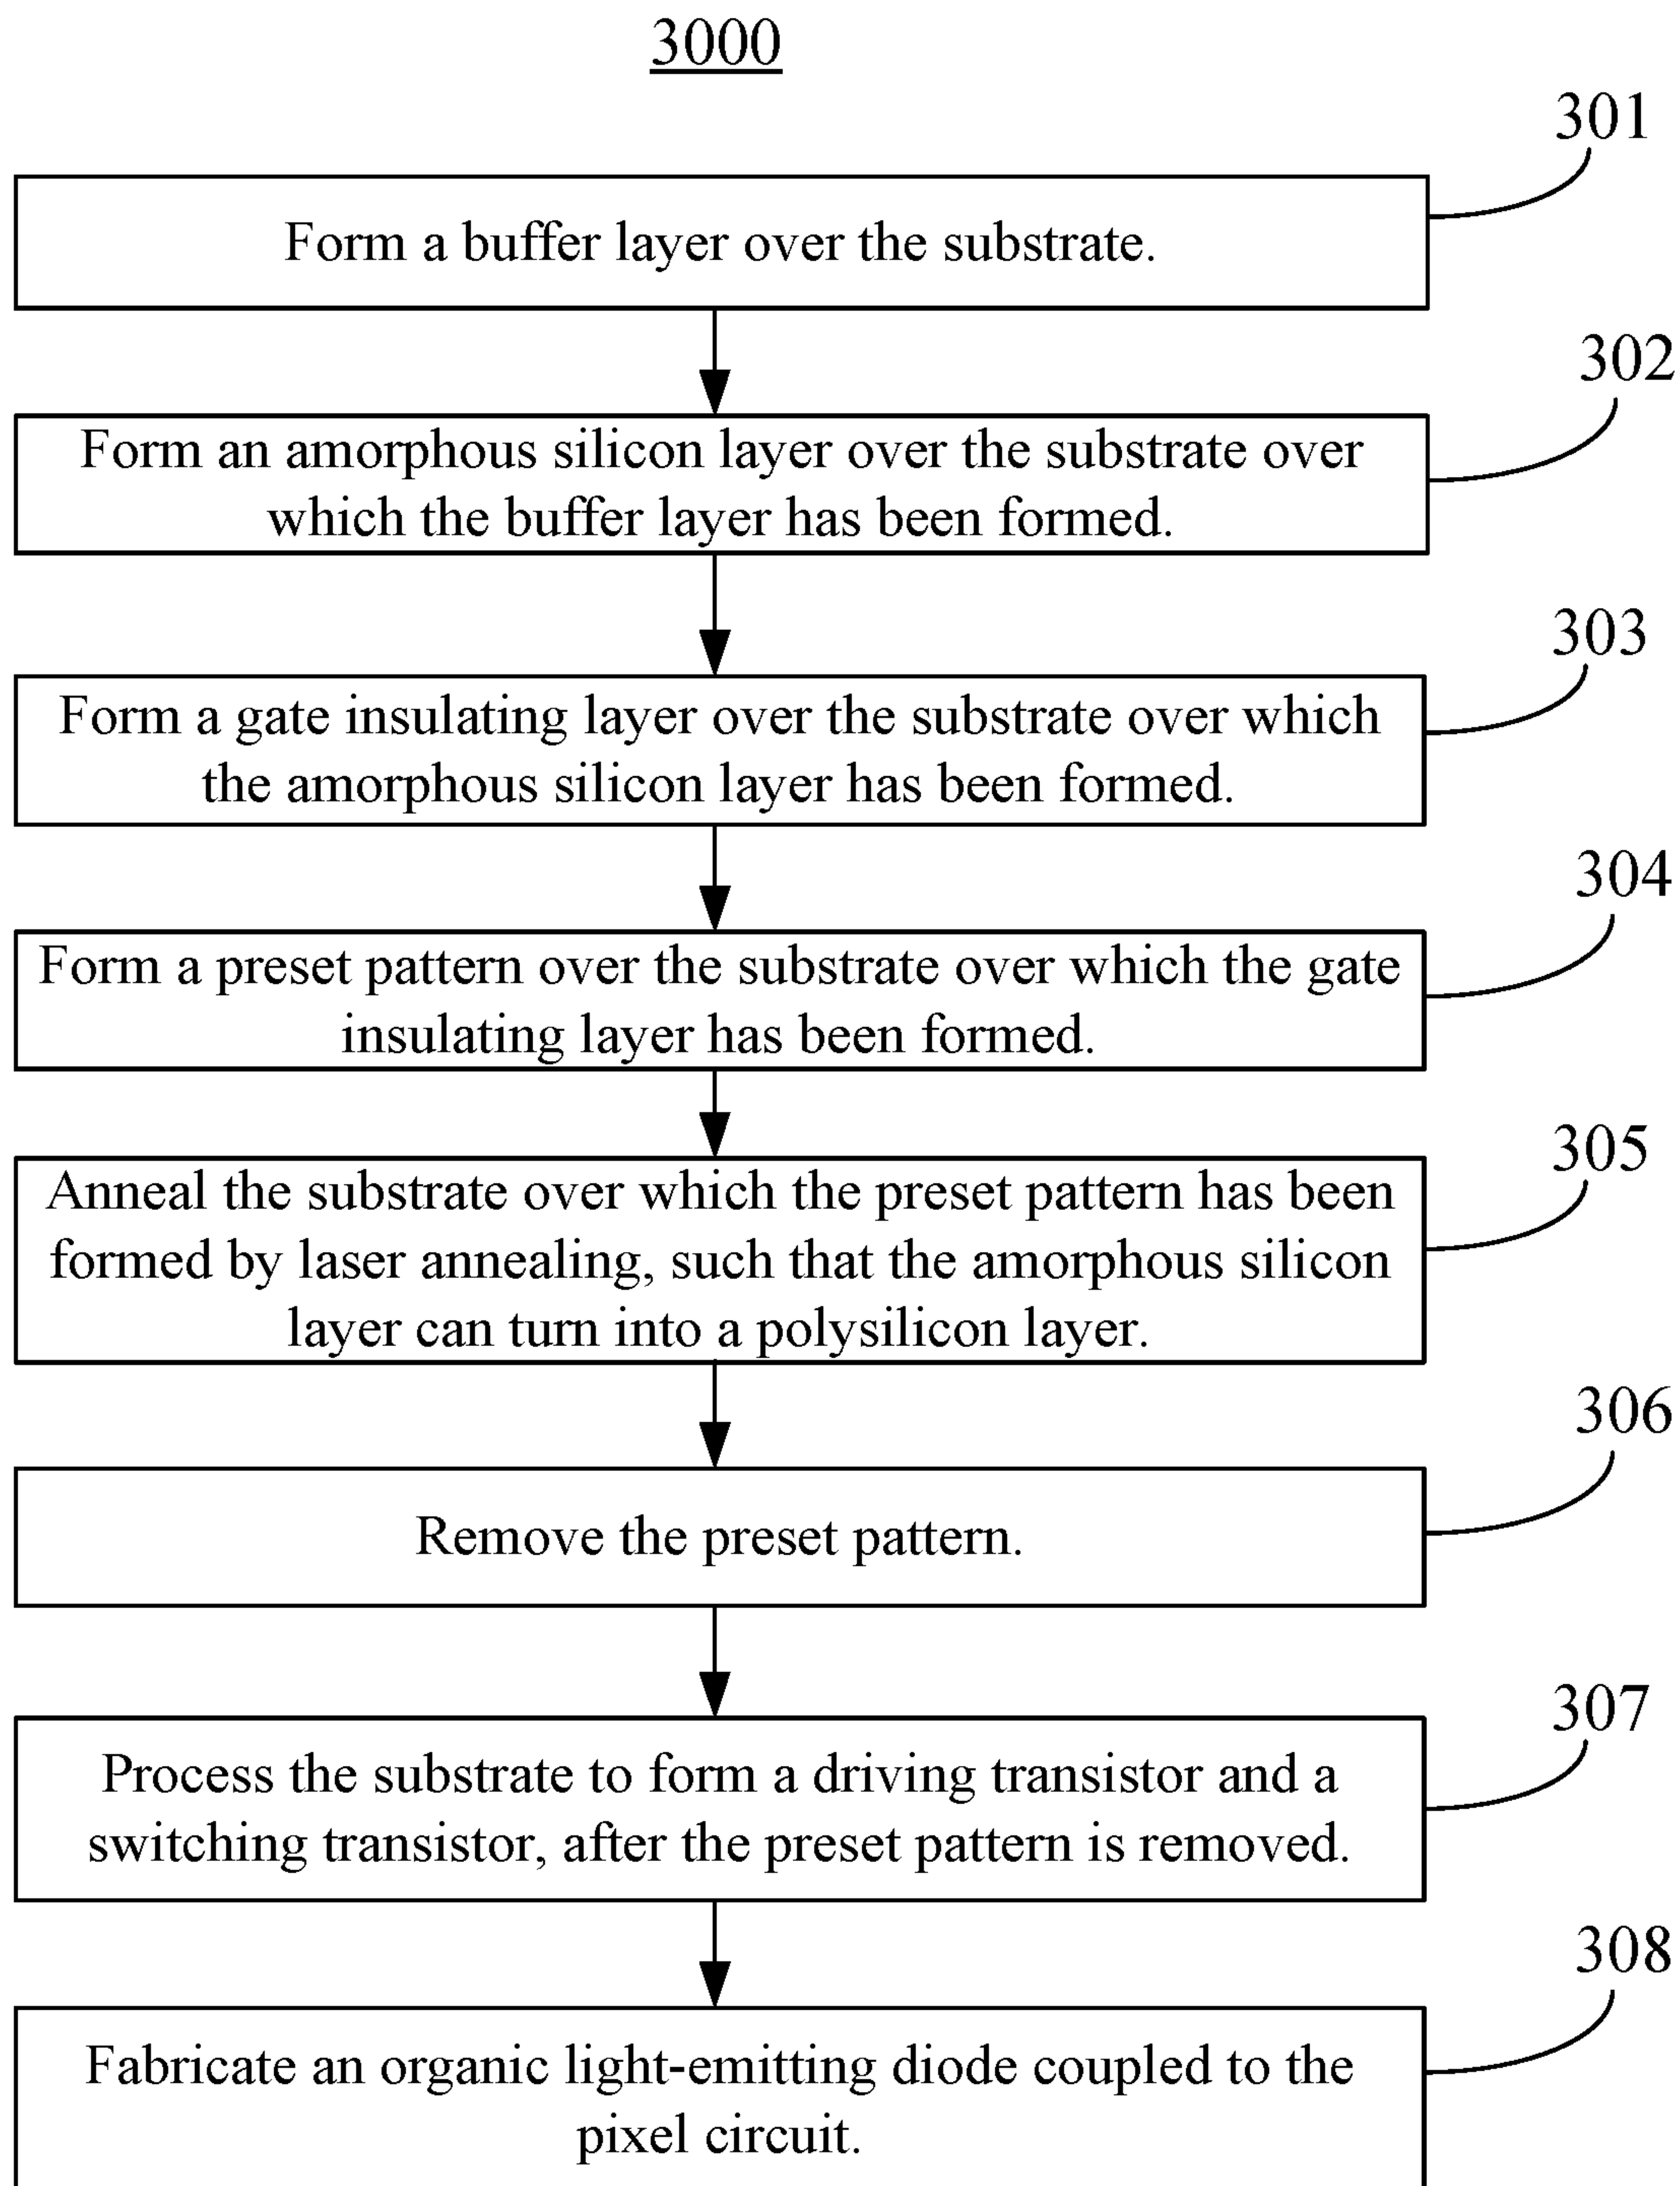 3000
301
Form a buffer layer over the substrate.
302
Form an amorphous silicon layer over the substrate over
which the buffer layer has been formed.
303
Form a gate insulating layer over the substrate over which
the amorphous silicon layer has been formed.
304
Form a preset pattern over the substrate over which the gate
insulating layer has been formed.
305
Anneal the substrate over which the preset pattern has been
formed by laser annealing, such that the amorphous silicon
layer can turn into a polysilicon layer.
306
Remove the preset pattern.
307
Process the substrate to form a driving transistor and a
switching transistor, after the preset pattern is removed.
308
Fabricate an organic light-emitting diode coupled to the
pixel circuit.